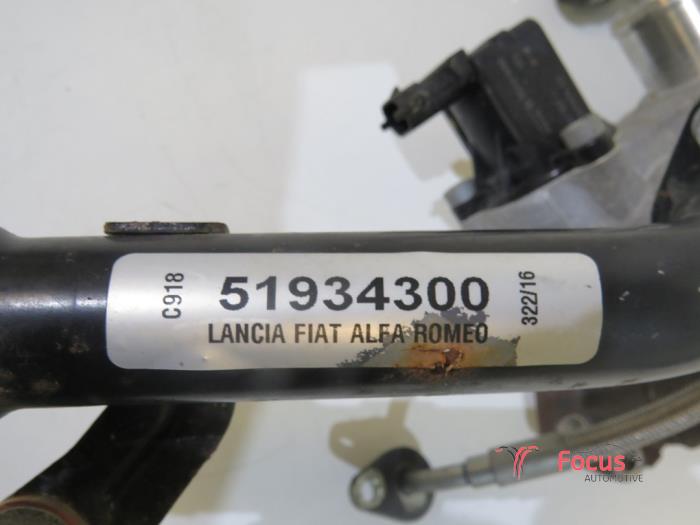 C918
51934300
LANCIA FIAT ALFA ROMEO
322/16
Focus
AUTOMOTIVE